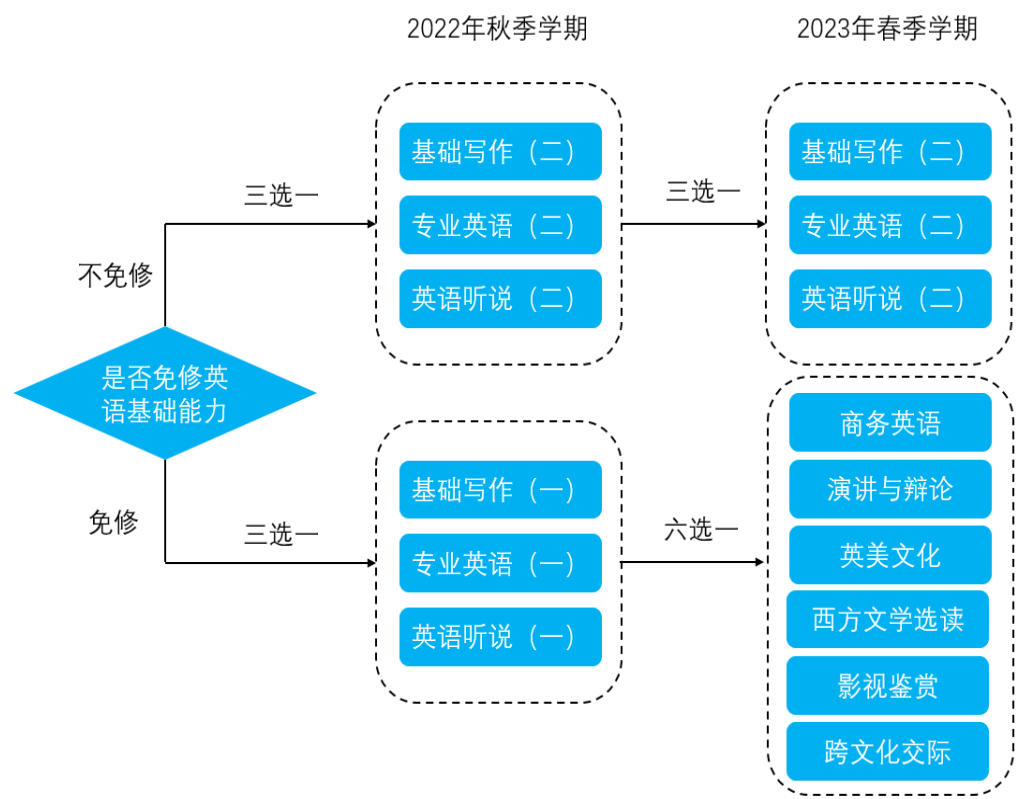 2022年秋季学期
2023年春季学期
不免修
三选一
基础写作（二）
专业英语（二）
英语听说（二）
三选一
基础写作（二）
专业英语（二）
英语听说（二）
是否免修英
语基础能力
免修
三选一
基础写作（一）
专业英语（一）
英语听说（一）
六选一
商务英语
演讲与辩论
英美文化
西方文学选读
影视鉴赏
跨文化交际